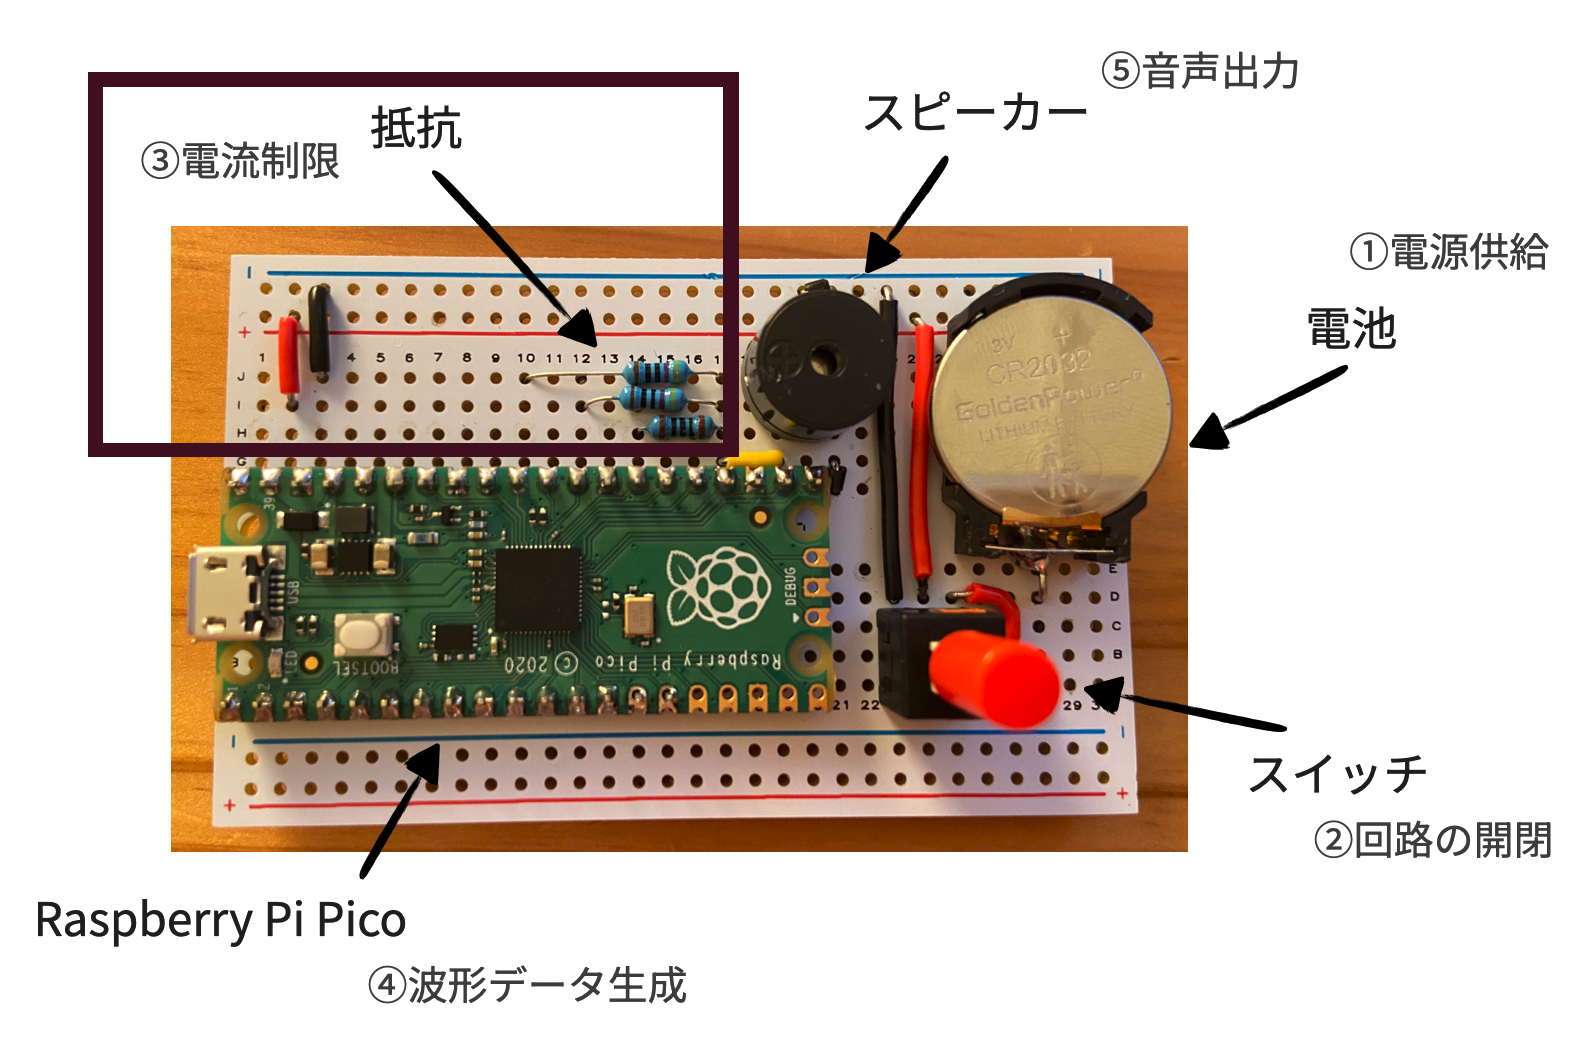 ⑤音声出力
スピーカー
抵抗
③電流制限
①電源供給
電池
3V
CR2032
GoldenPower
1 4 5 6 7 8 9 10 11 12 13 14 15 16
J
I
H
G
E
D
C
B
39
USB
DEBUG
BOOTSEL
Raspberry Pi Pico © 2020
LED
21 22
29
スイッチ
②回路の開閉
Raspberry Pi Pico
④波形データ生成